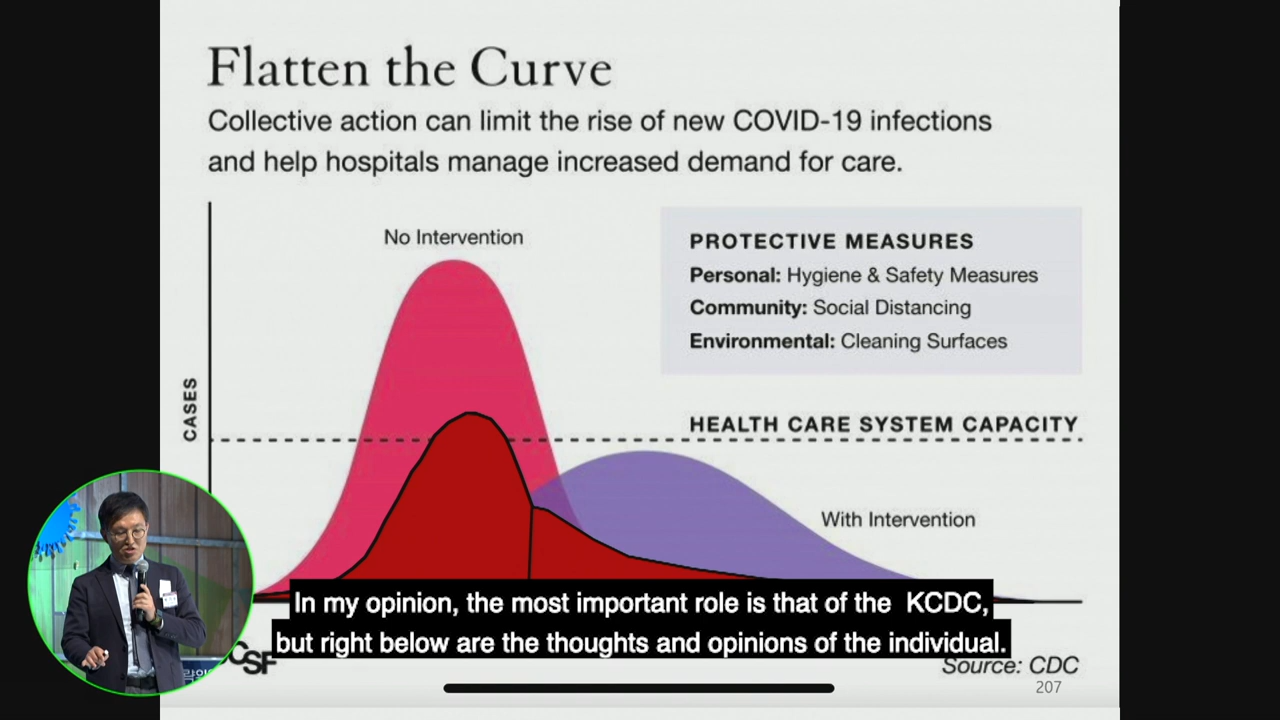 Flatten the Curve
Collective action can limit the rise of new COVID-19 infections
and help hospitals manage increased demand for care.
No Intervention
PROTECTIVE MEASURES
Personal: Hygiene & Safety Measures
Community: Social Distancing
Environmental: Cleaning Surfaces
CASES
HEALTH CARE SYSTEM CAPACITY
With Intervention
In my opinion, the most important role is that of the KCDC,
but right below are the thoughts and opinions of the individual.
CSF
Source: CDC
207